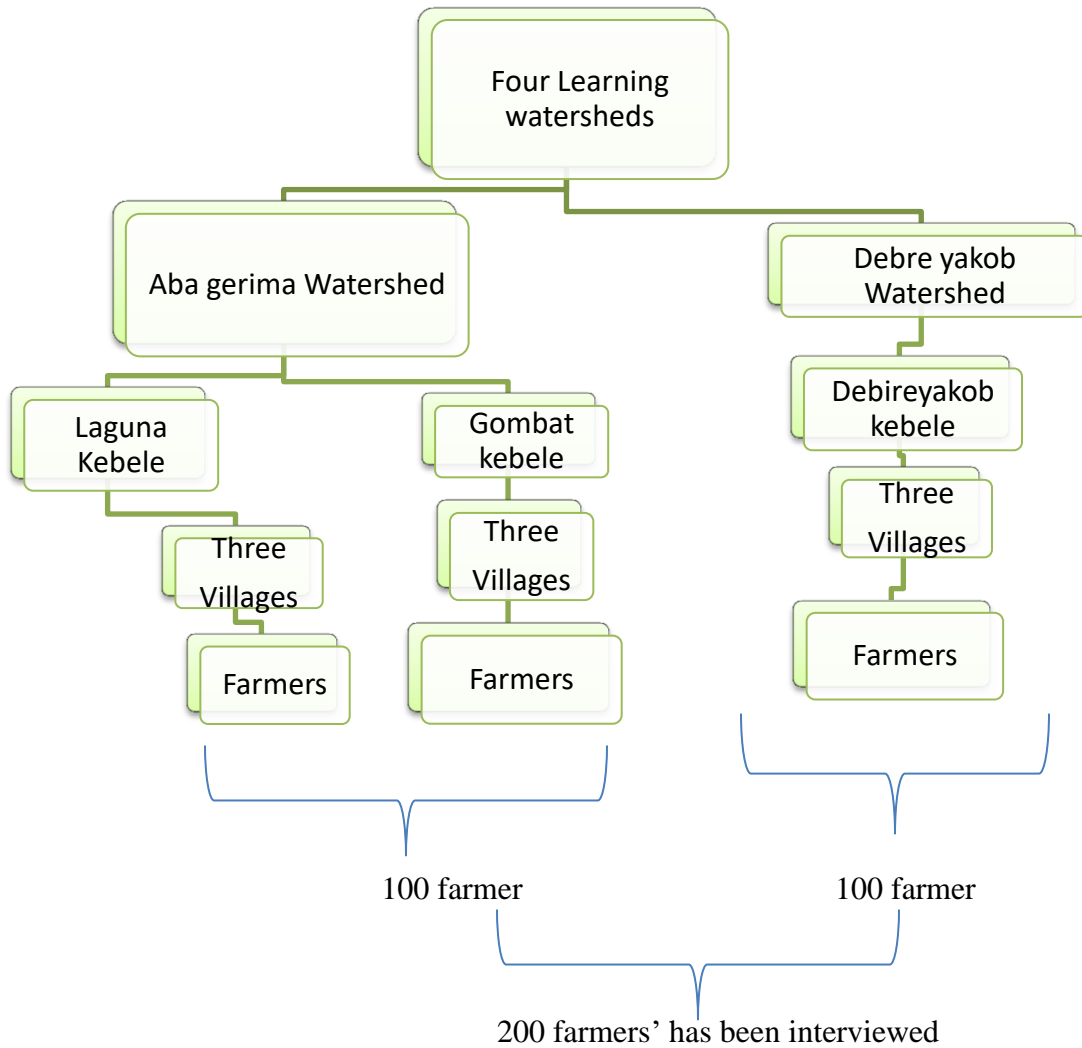 Four Learning
watersheds
Aba gerima Watershed
Debre yakob
Watershed
Laguna
Kebele
Gombat
kebele
Debireyakob
kebele
Three
Villages
Three
Villages
Three
Villages
Farmers
Farmers
Farmers
100 farmer
100 farmer
200 farmers’ has been interviewed